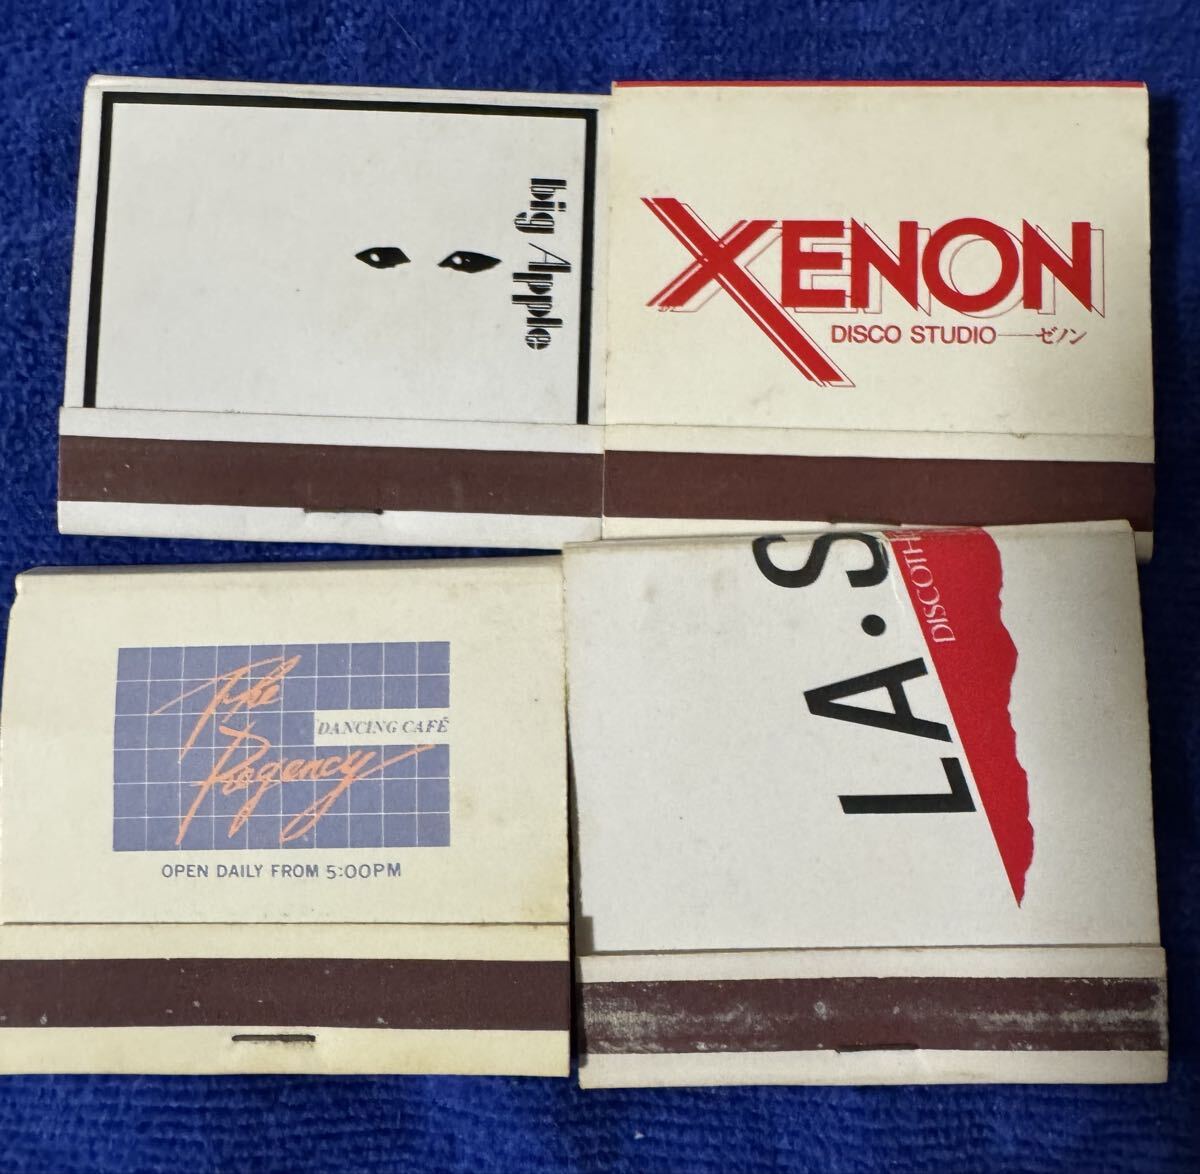 big Apple
XENON
DISCO STUDIO——ゼノン
The
DANCING CAFÉ
Regency
OPEN DAILY FROM 5:00PM
LA.S
DISCOTH